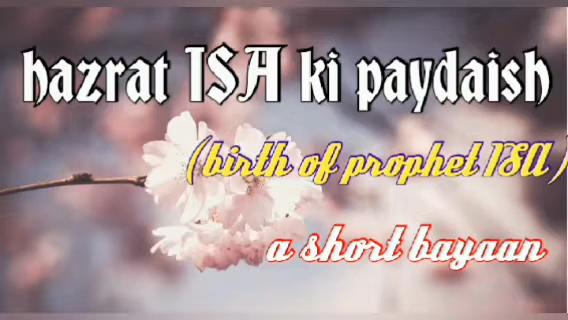 hazrat ISA ki paydaish
(birth of prophet ISA)
a short bayaan